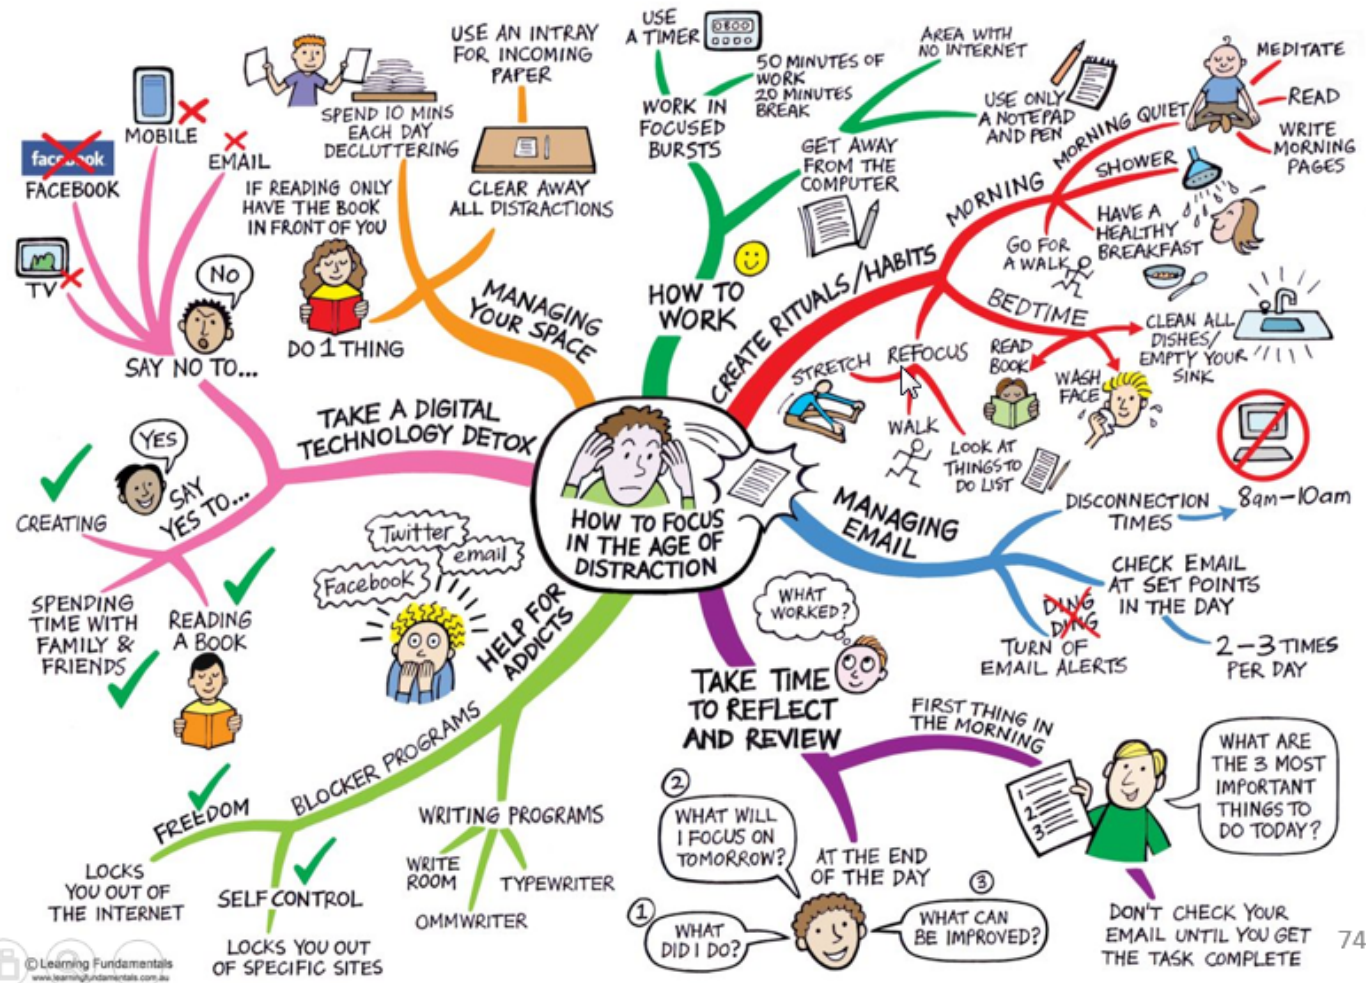 HOW TO FOCUS
IN THE AGE OF
DISTRACTION
HOW TO
WORK
WORK IN
FOCUSED
BURSTS
USE
A TIMER
0800
50 MINUTES OF
WORK
20 MINUTES
BREAK
GET AWAY
FROM THE
COMPUTER
AREA WITH
NO INTERNET
USE ONLY
A NOTEPAD
AND PEN
CREATE RITUALS/HABITS
MORNING
MORNING QUIET
MEDITATE
READ
WRITE
MORNING
PAGES
SHOWER
HAVE A
HEALTHY
BREAKFAST
GO FOR
A WALK
BEDTIME
CLEAN ALL
DISHES/
EMPTY YOUR
SINK
WASH
FACE
READ
BOOK
REFOCUS
STRETCH
WALK
LOOK AT
THINGS TO
DO LIST
MANAGING
EMAIL
DISCONNECTION
TIMES
8am-10am
CHECK EMAIL
AT SET POINTS
IN THE DAY
2-3 TIMES
PER DAY
DING
DING
TURN OF
EMAIL ALERTS
WHAT
WORKED?
TAKE TIME
TO REFLECT
AND REVIEW
FIRST THING IN
THE MORNING
1
2
3
WHAT ARE
THE 3 MOST
IMPORTANT
THINGS TO
DO TODAY?
DON'T CHECK YOUR
EMAIL UNTIL YOU GET
THE TASK COMPLETE
AT THE END
OF THE DAY
1
WHAT
DID I DO?
2
WHAT WILL
I FOCUS ON
TOMORROW?
3
WHAT CAN
BE IMPROVED?
HELP FOR
ADDICTS
Twitter
email
Facebook
BLOCKER PROGRAMS
FREEDOM
LOCKS
YOU OUT OF
THE INTERNET
SELF CONTROL
LOCKS YOU OUT
OF SPECIFIC SITES
WRITING PROGRAMS
WRITE
ROOM
OMMWRITER
TYPEWRITER
TAKE A DIGITAL
TECHNOLOGY DETOX
SAY
YES TO...
YES
CREATING
SPENDING
TIME WITH
FAMILY &
FRIENDS
READING
A BOOK
SAY NO TO...
NO
TV
facebook
FACEBOOK
MOBILE
EMAIL
MANAGING
YOUR SPACE
DO 1 THING
IF READING ONLY
HAVE THE BOOK
IN FRONT OF YOU
SPEND 10 MINS
EACH DAY
DECLUTTERING
CLEAR AWAY
ALL DISTRACTIONS
USE AN INTRAY
FOR INCOMING
PAPER
© Learning Fundamentals
www.learningfundamentals.com.au
74